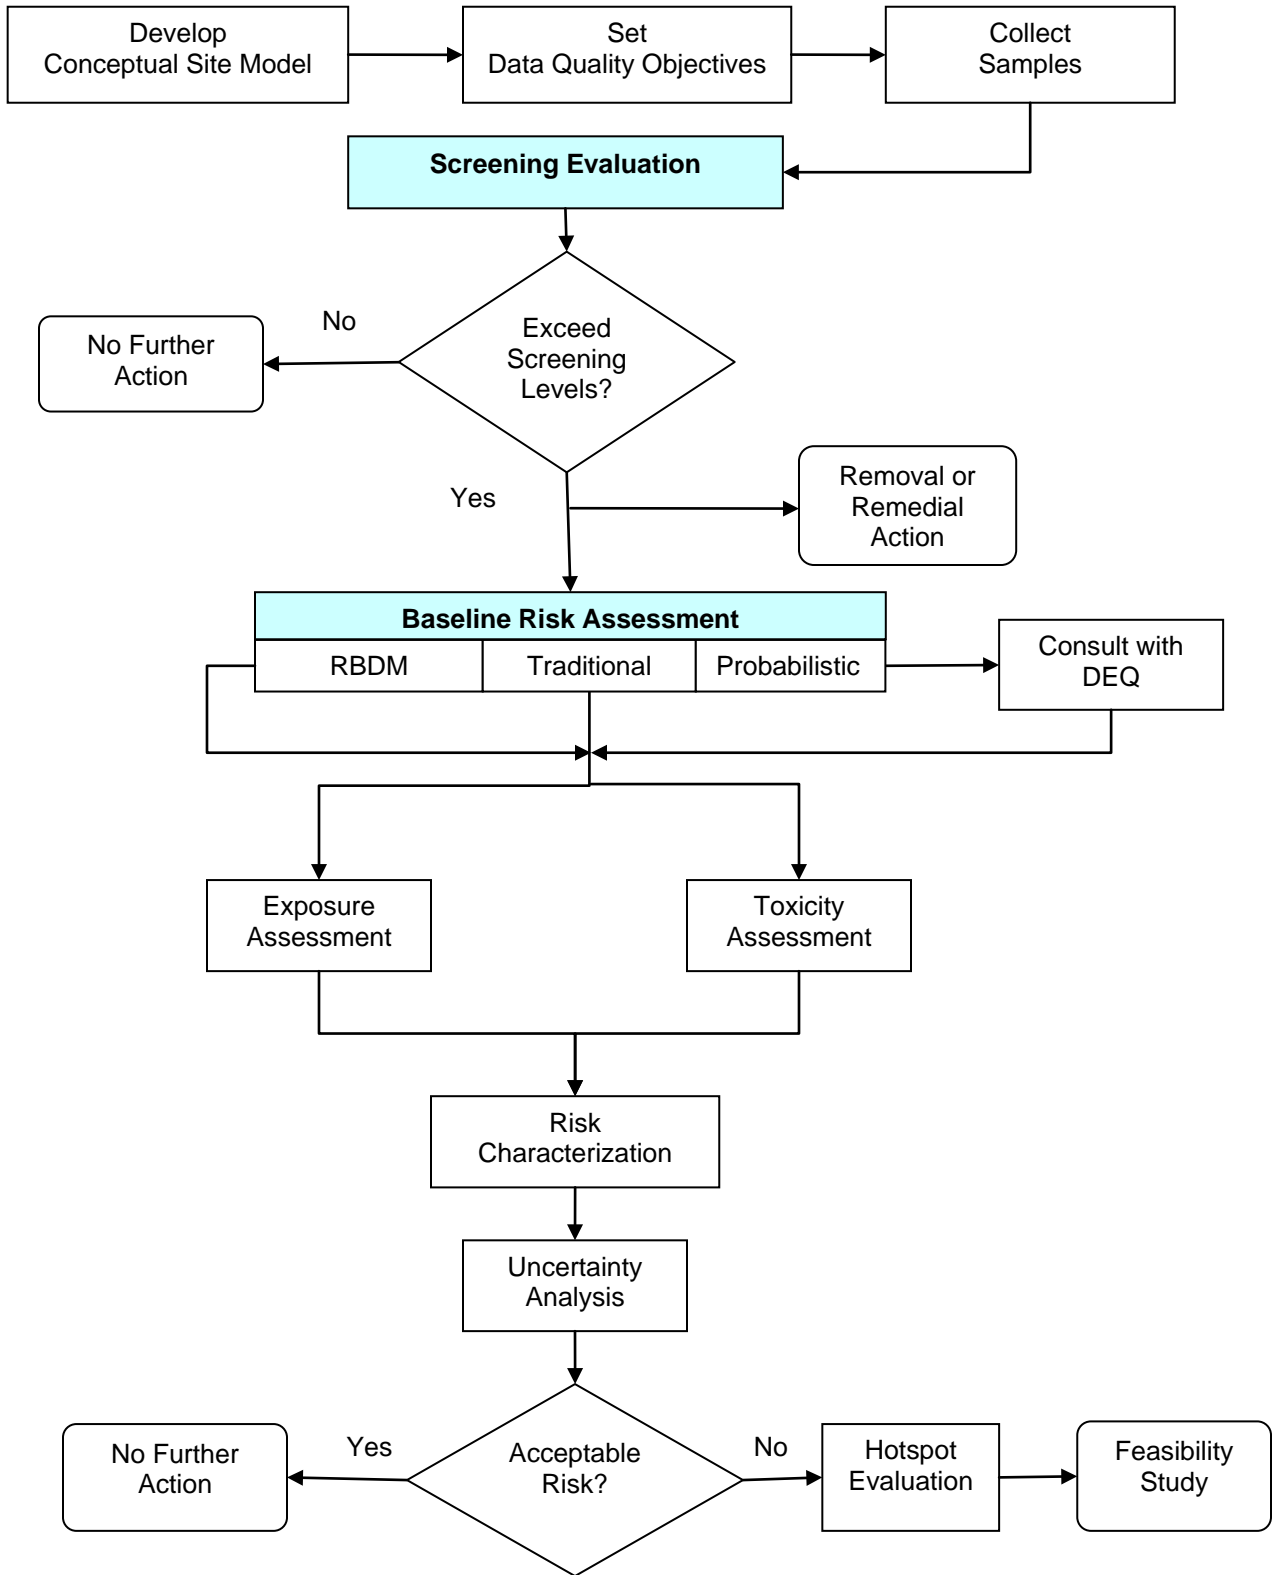 Develop
Conceptual Site Model
Set
Data Quality Objectives
Collect
Samples
Screening Evaluation
No
Exceed
Screening
Levels?
No Further
Action
Yes
Removal or
Remedial
Action
Baseline Risk Assessment
RBDM
Traditional
Probabilistic
Consult with
DEQ
Exposure
Assessment
Toxicity
Assessment
Risk
Characterization
Uncertainty
Analysis
No Further
Action
Yes
Acceptable
Risk?
No
Hotspot
Evaluation
Feasibility
Study